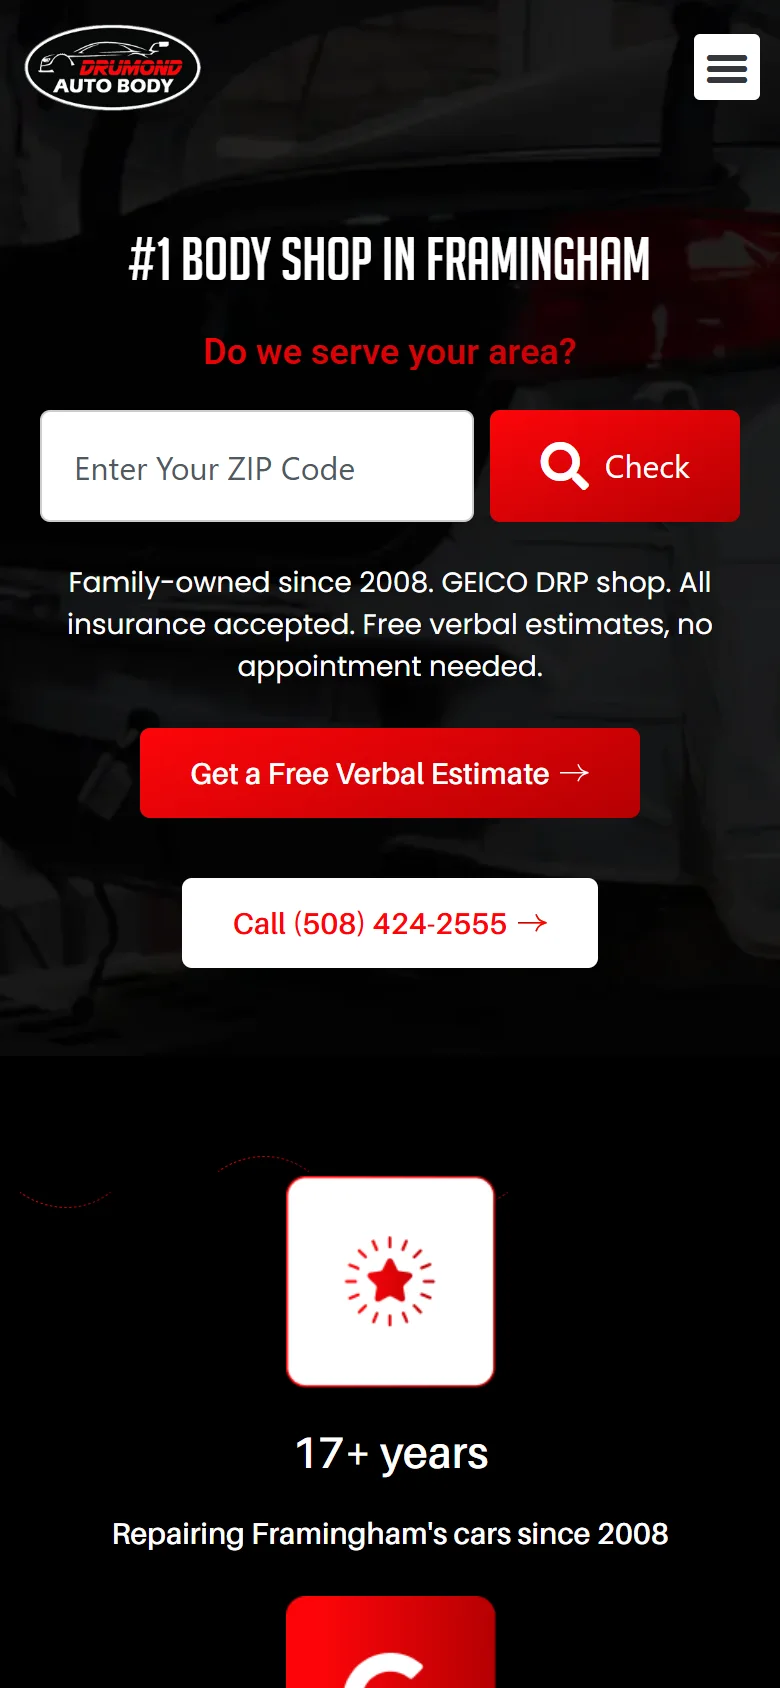 DRUMOND
AUTO BODY
#1 BODY SHOP IN FRAMINGHAM
Do we serve your area?
Enter Your ZIP Code
Check
Family-owned since 2008. GEICO DRP shop. All
insurance accepted. Free verbal estimates, no
appointment needed.
Get a Free Verbal Estimate →
Call (508) 424-2555 →
17+ years
Repairing Framingham's cars since 2008